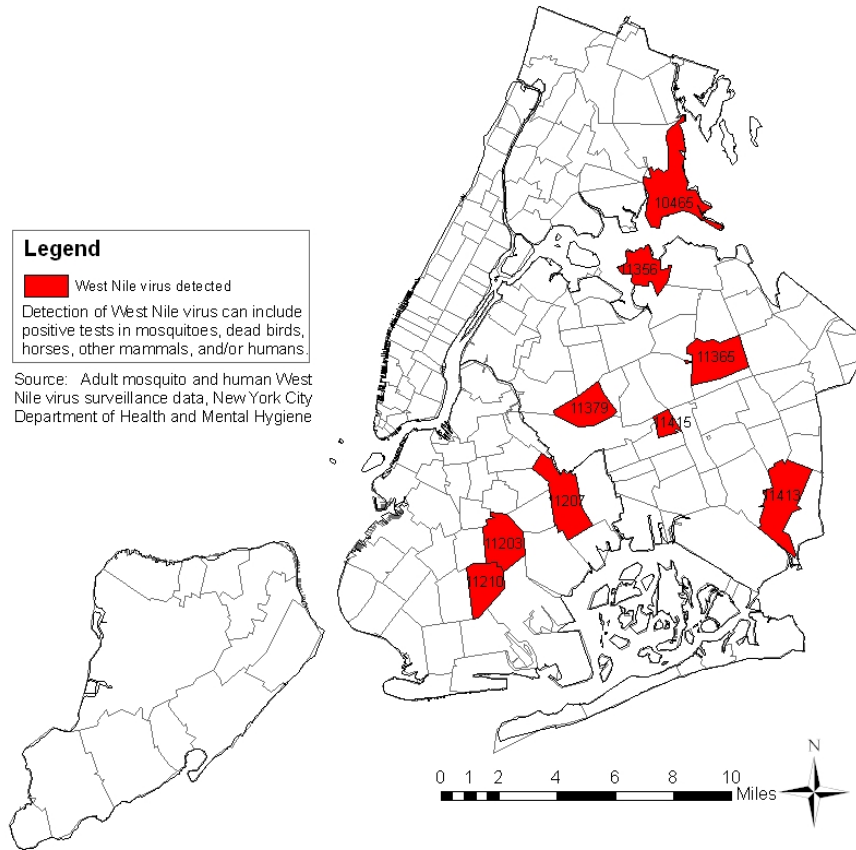 10465
11356
Legend
West Nile virus detected
Detection of West Nile virus can include
positive tests in mosquitoes, dead birds,
horses, other mammals, and/or humans.
Source: Adult mosquito and human West
Nile virus surveillance data, New York City
Department of Health and Mental Hygiene
11365
11379
11415
11207
11413
11203
11210
N
0 1 2 4 6 8 10
Miles